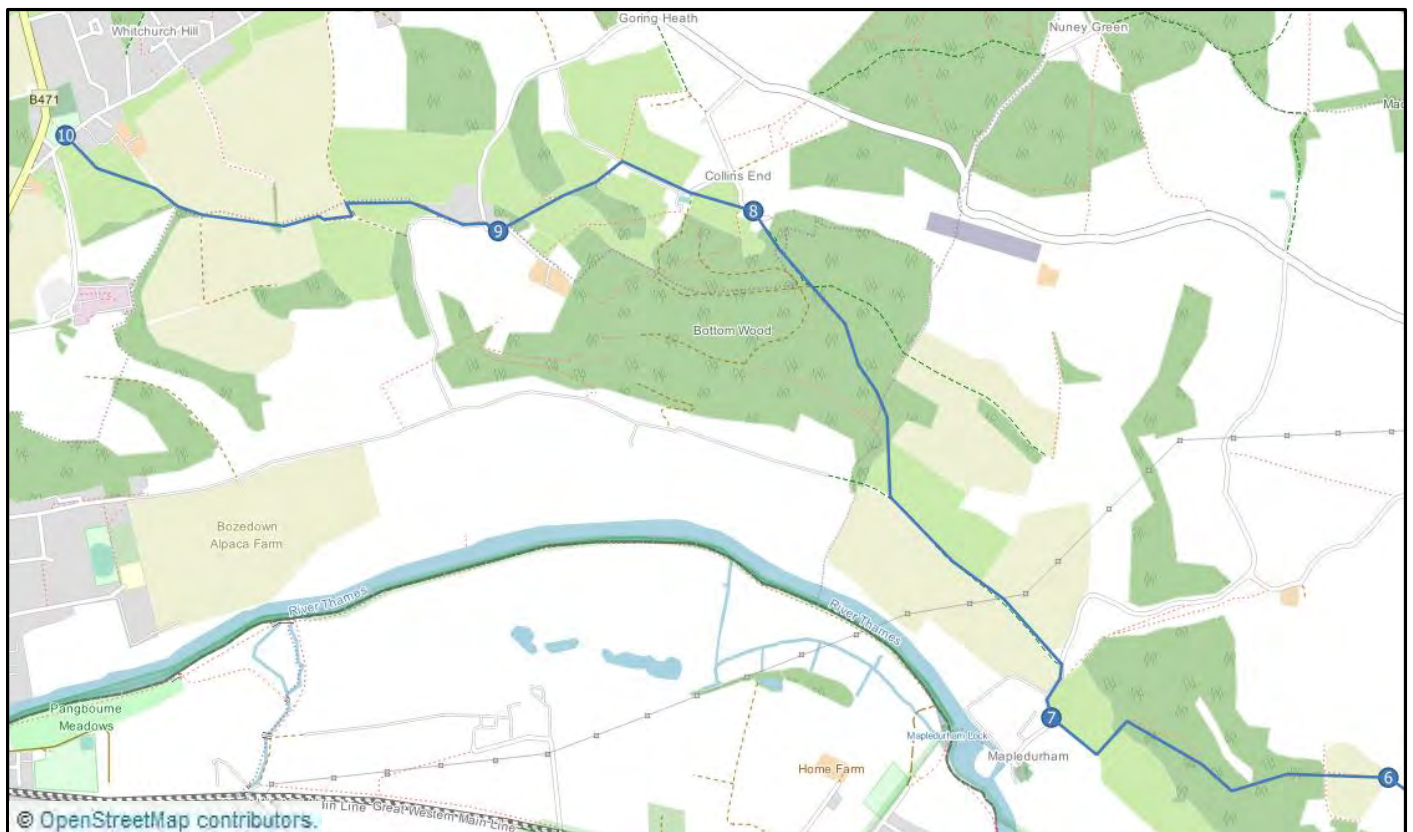 Whitchurch Hill
Goring Heath
Nuney Green
B471
10
Collins End
8
9
Bottom Wood
Bozedown
Alpaca Farm
River Thames
River Thames
Pangbourne
Meadows
7
Mapledurham Lock
Mapledurham
Home Farm
6
Great Western Main Line
© OpenStreetMap contributors.